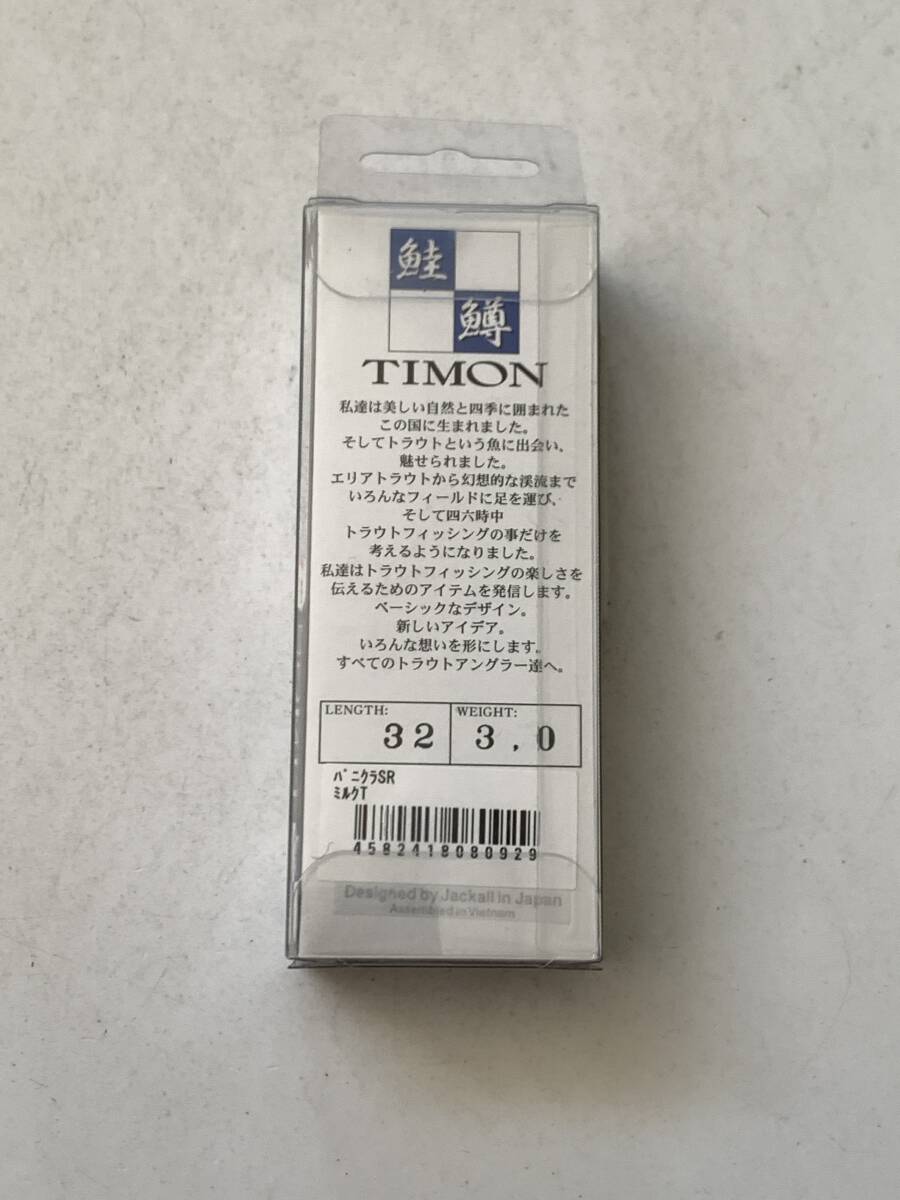 鮭
鱒
TIMON
私達は美しい自然と四季に囲まれた
この国に生まれました。
そしてトラウトという魚に出会い、
魅せられました。
エリアトラウトから幻想的な渓流まで
いろんなフィールドに足を運び、
そして四六時中
トラウトフィッシングの事だけを
考えるようになりました。
私達はトラウトフィッシングの楽しさを
伝えるためのアイテムを発信します。
ベーシックなデザイン。
新しいアイデア。
いろんな想いを形にします。
すべてのトラウトアングラー達へ。
LENGTH: 32 WEIGHT: 3.0
パニクラSR
ミルクT
4582418080929
Designed by Jackall in Japan
Assembled in Vietnam